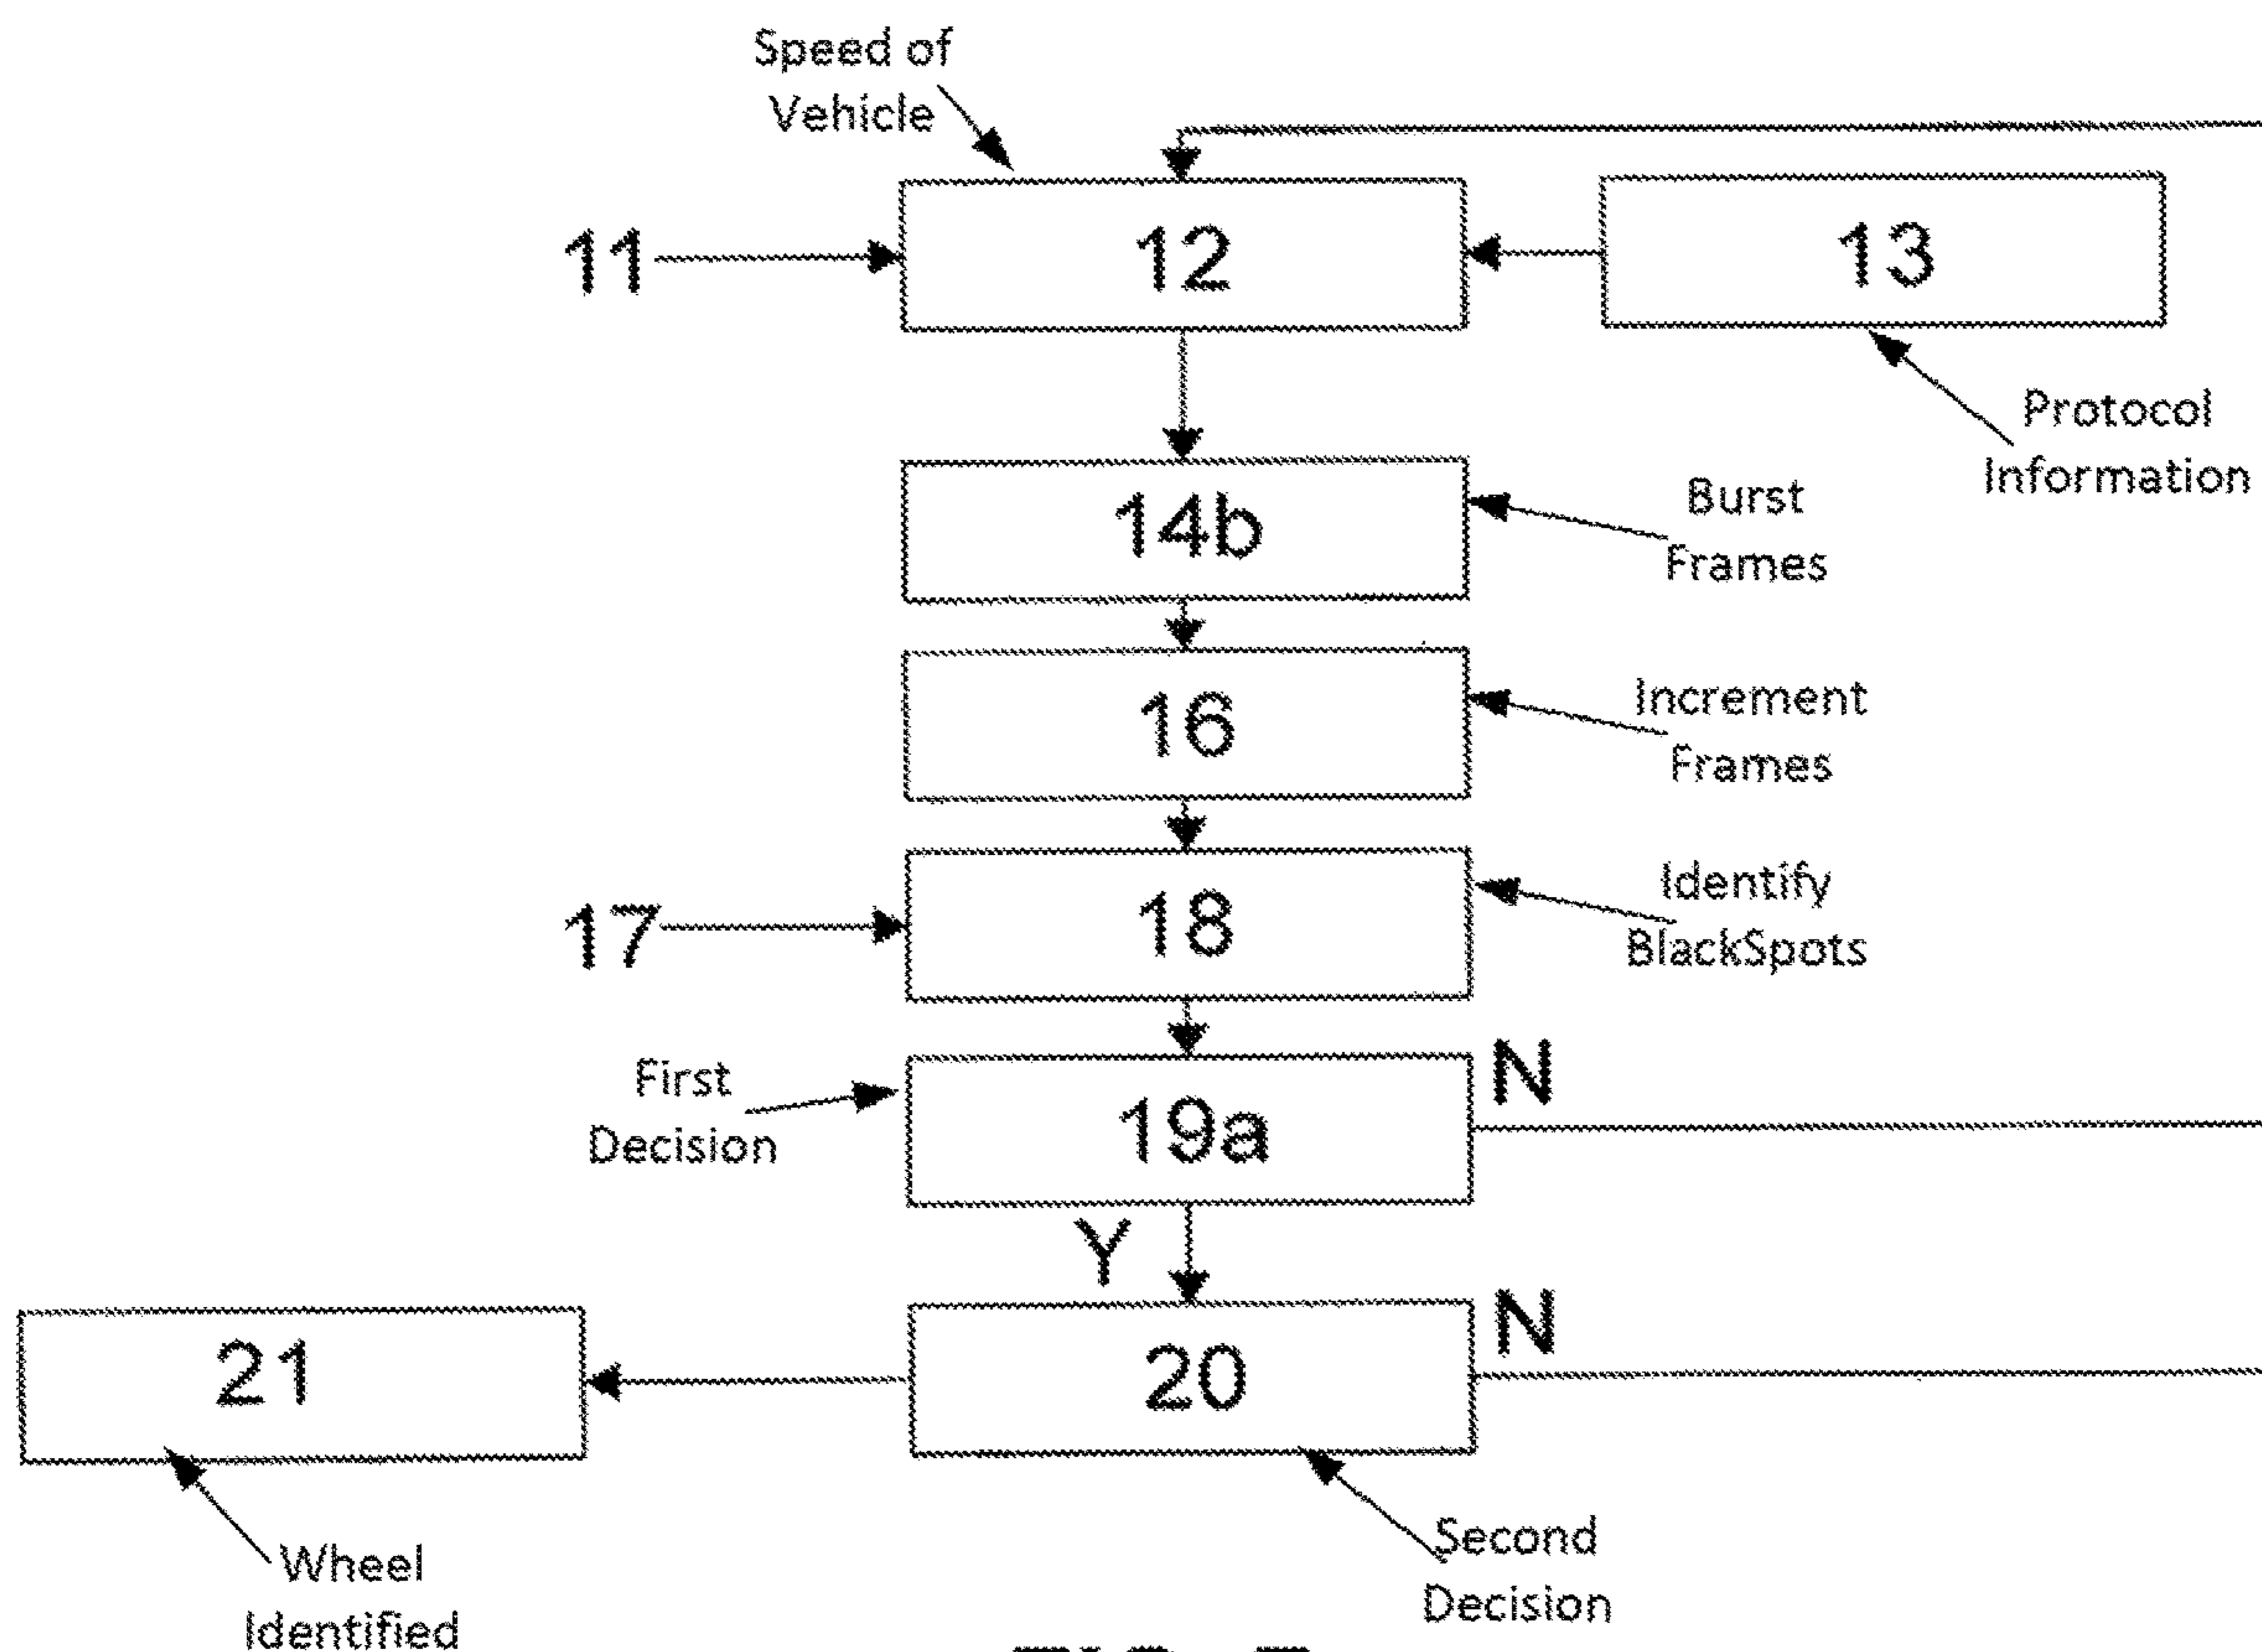 Speed of
Vehicle
11
12
13
Protocol
Information
14b
Burst
Frames
16
Increment
Frames
17
18
Identify
BlackSpots
First
Decision
19a
N
Y
21
20
N
Wheel
Identified
Second
Decision